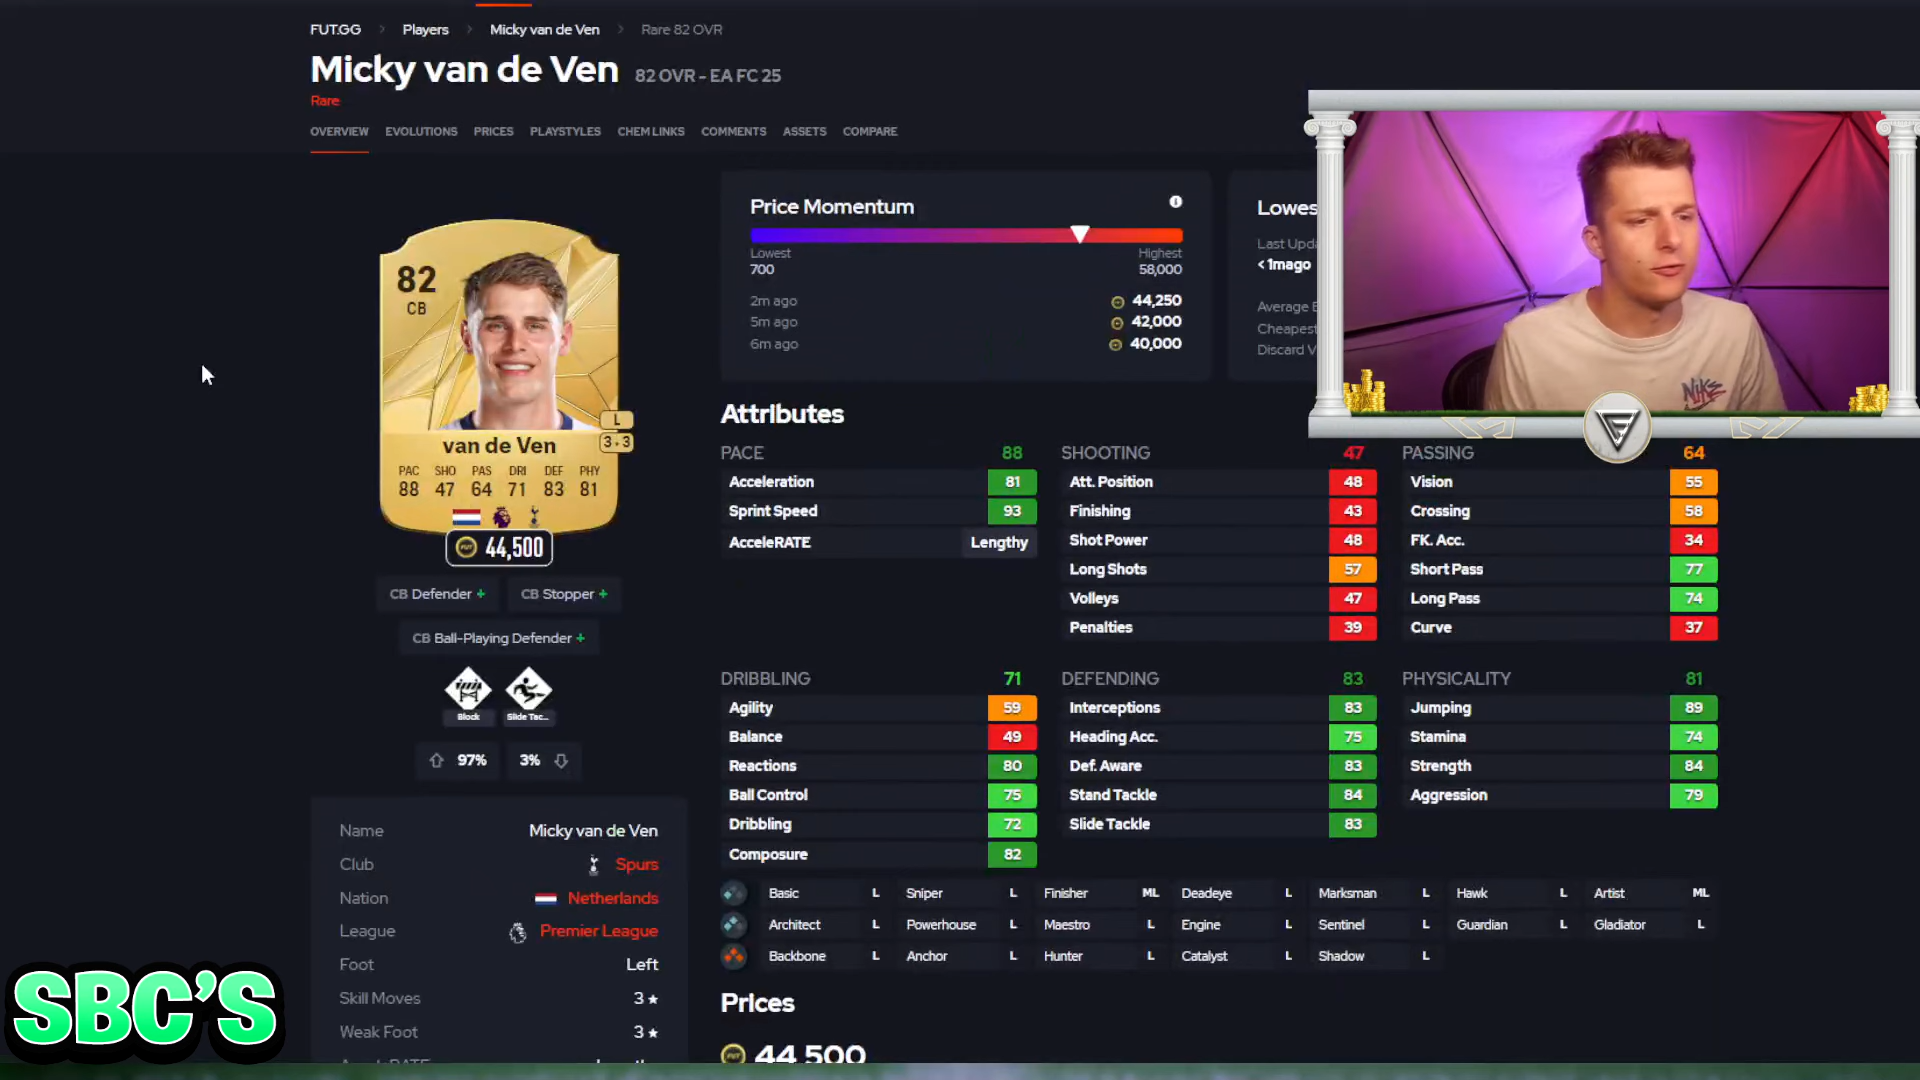 FUT.GG > Players > Micky van de Ven > Rare 82 OVR
Micky van de Ven 82 OVR - EA FC 25
Rare
OVERVIEW EVOLUTIONS PRICES PLAYSTYLES CHEM LINKS COMMENTS ASSETS COMPARE
82
CB
L
3 • 3
van de Ven
PAC SHO PAS DRI DEF PHY
88 47 64 71 83 81
44,500
CB Defender + CB Stopper +
CB Ball-Playing Defender +
Block Slide Tac...
97% 3%
Name Micky van de Ven
Club Spurs
Nation Netherlands
League Premier League
Foot Left
Skill Moves 3 ★
Weak Foot 3 ★
Price Momentum
Lowest Highest
700 58,000
2m ago 44,250
5m ago 42,000
6m ago 40,000
Lowes
Last Upda
< 1m ago
Average B
Cheapest
Discard V
NIKE
Attributes
PACE 88
Acceleration 81
Sprint Speed 93
AcceleRATE Lengthy
SHOOTING 47
Att. Position 48
Finishing 43
Shot Power 48
Long Shots 57
Volleys 47
Penalties 39
PASSING 64
Vision 55
Crossing 58
FK. Acc. 34
Short Pass 77
Long Pass 74
Curve 37
DRIBBLING 71
Agility 59
Balance 49
Reactions 80
Ball Control 75
Dribbling 72
Composure 82
DEFENDING 83
Interceptions 83
Heading Acc. 75
Def. Aware 83
Stand Tackle 84
Slide Tackle 83
PHYSICALITY 81
Jumping 89
Stamina 74
Strength 84
Aggression 79
Basic L Sniper L Finisher ML Deadeye L Marksman L Hawk L Artist ML
Architect L Powerhouse L Maestro L Engine L Sentinel L Guardian L Gladiator L
Backbone L Anchor L Hunter L Catalyst L Shadow L
Prices
44,500
SBC'S